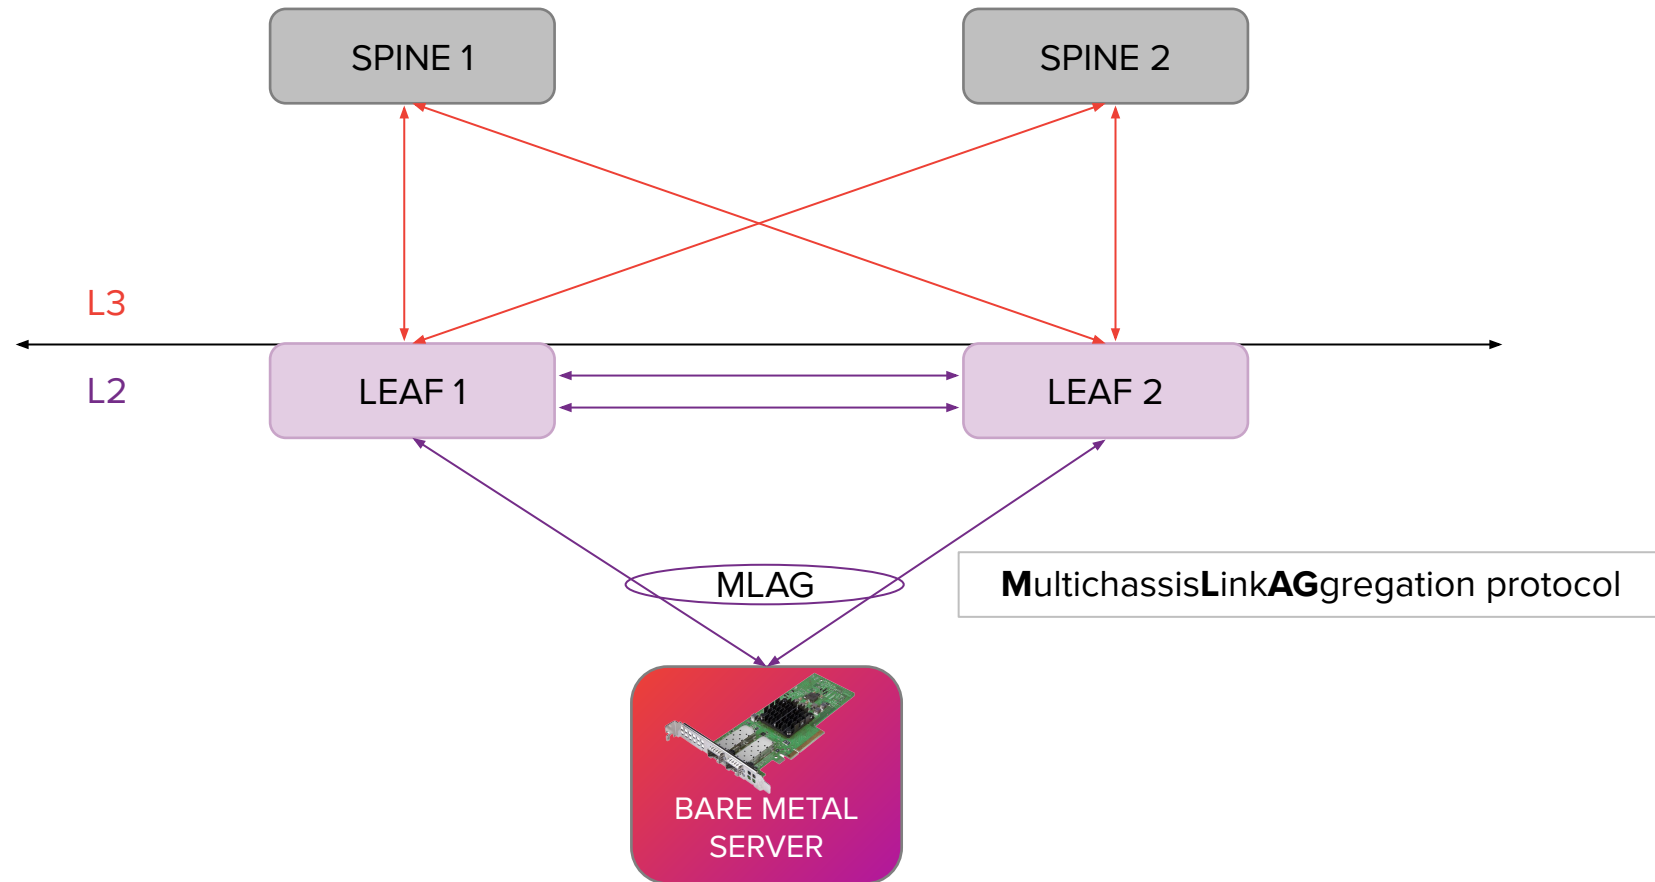 SPINE 1
SPINE 2
L3
L2
LEAF 1
LEAF 2
MLAG
MultichassisLinkAGgregation protocol
BARE METAL
SERVER